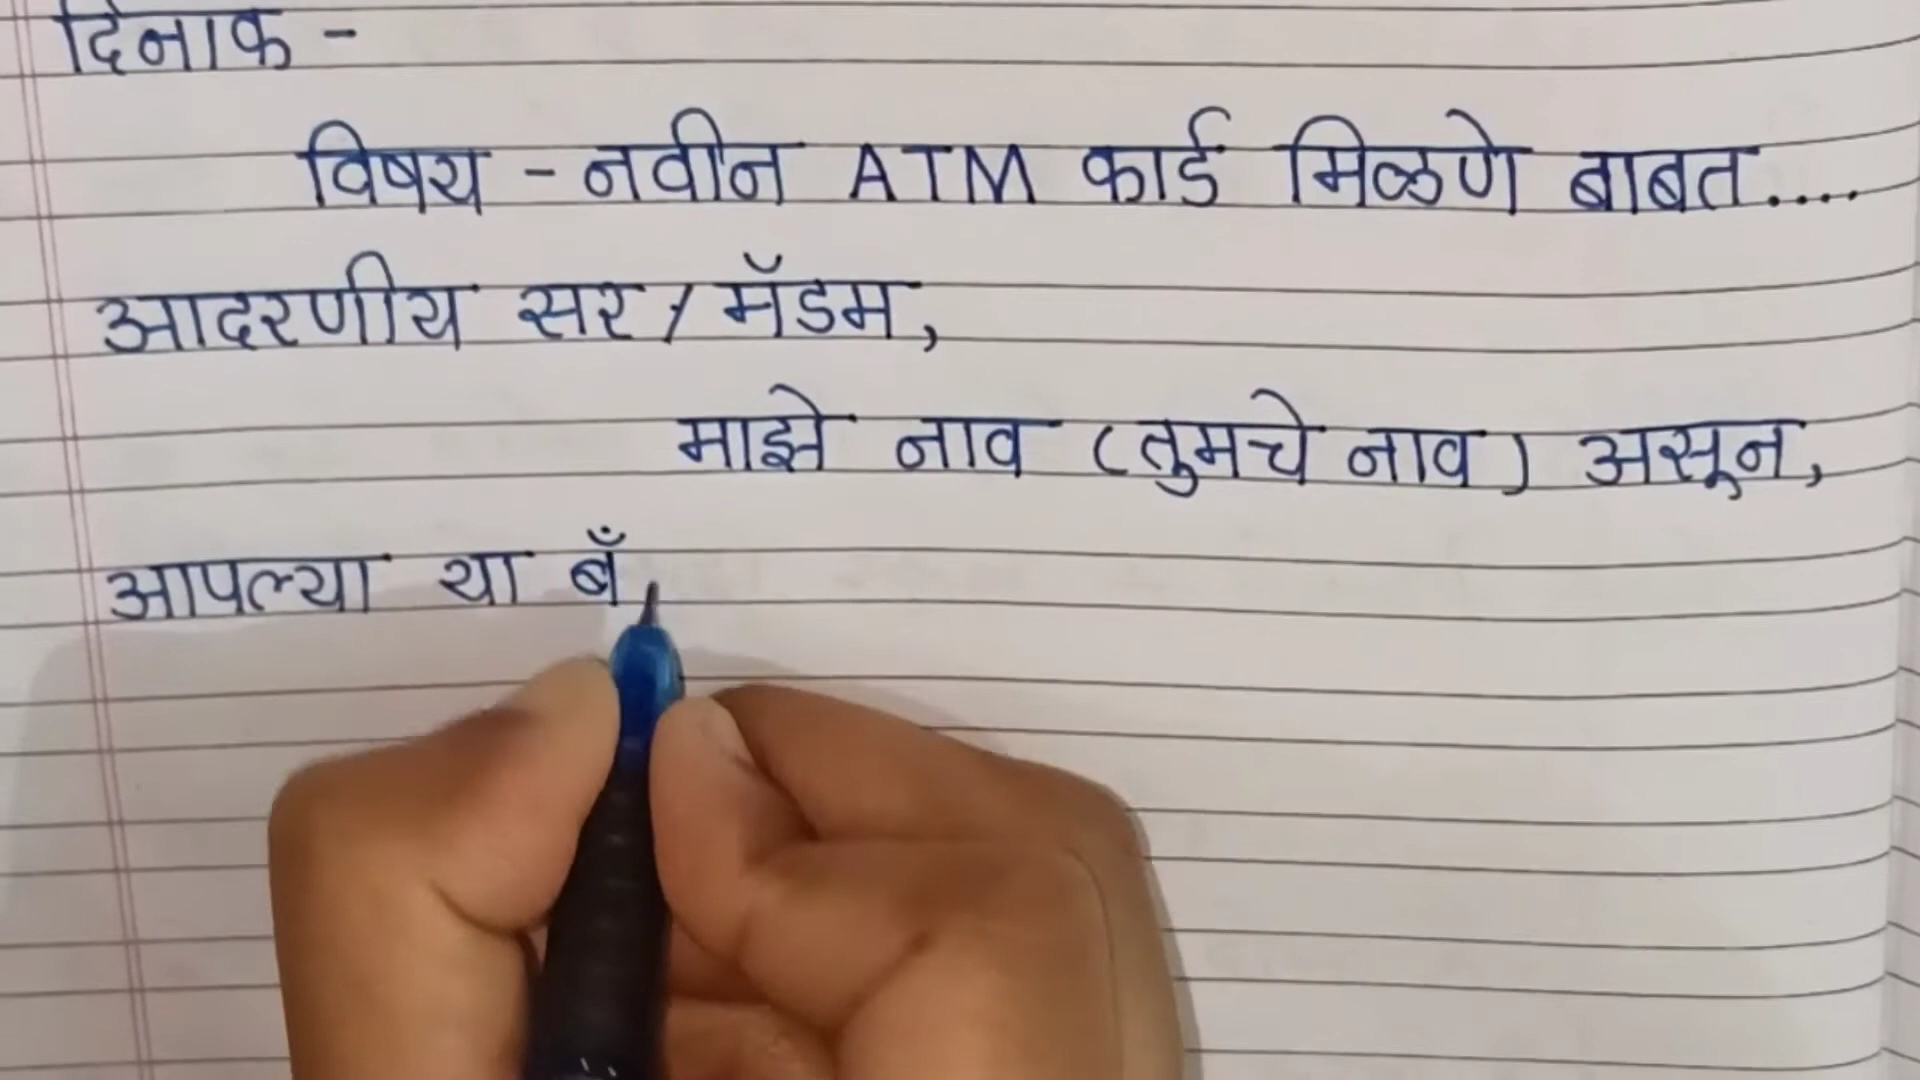 दिनांक -
विषय - नवीन ATM कार्ड मिळणे बाबत....
आदरणीय सर / मॅडम,
माझे नाव (तुमचे नाव) असून,
आपल्या या बँ